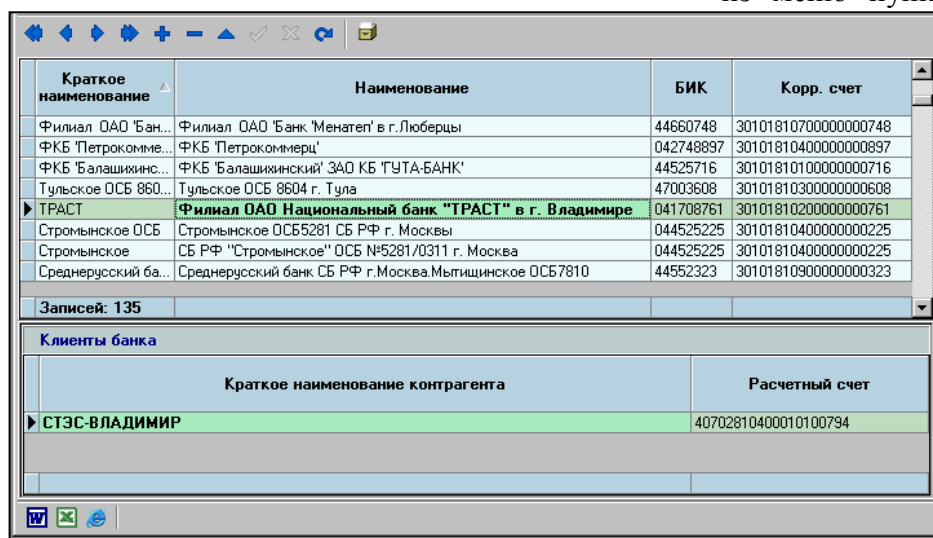 Краткое наименование Наименование БИК Корр. счет
Филиал ОАО 'Бан... Филиал ОАО 'Банк 'Менатеп' в г.Люберцы 44660748 30101810700000000748
ФКБ 'Петрокомме... ФКБ 'Петрокоммерц' 042748897 30101810400000000897
ФКБ 'Балашихинс... ФКБ 'Балашихинский' ЗАО КБ 'ГУТА-БАНК' 44525716 30101810100000000716
Тульское ОСБ 860... Тульское ОСБ 8604 г. Тула 47003608 30101810300000000608
ТРАСТ Филиал ОАО Национальный банк "ТРАСТ" в г. Владимире 041708761 30101810200000000761
Стромынское ОСБ Стромынское ОСБ5281 СБ РФ г. Москвы 044525225 30101810400000000225
Стромынское СБ РФ "Стромынское" ОСБ №5281/0311 г. Москва 044525225 30101810400000000225
Среднерусский ба... Среднерусский банк СБ РФ г.Москва.Мытищинское ОСБ7810 44552323 30101810900000000323
Записей: 135
Клиенты банка
Краткое наименование контрагента Расчетный счет
СТЭС-ВЛАДИМИР 40702810400010100794